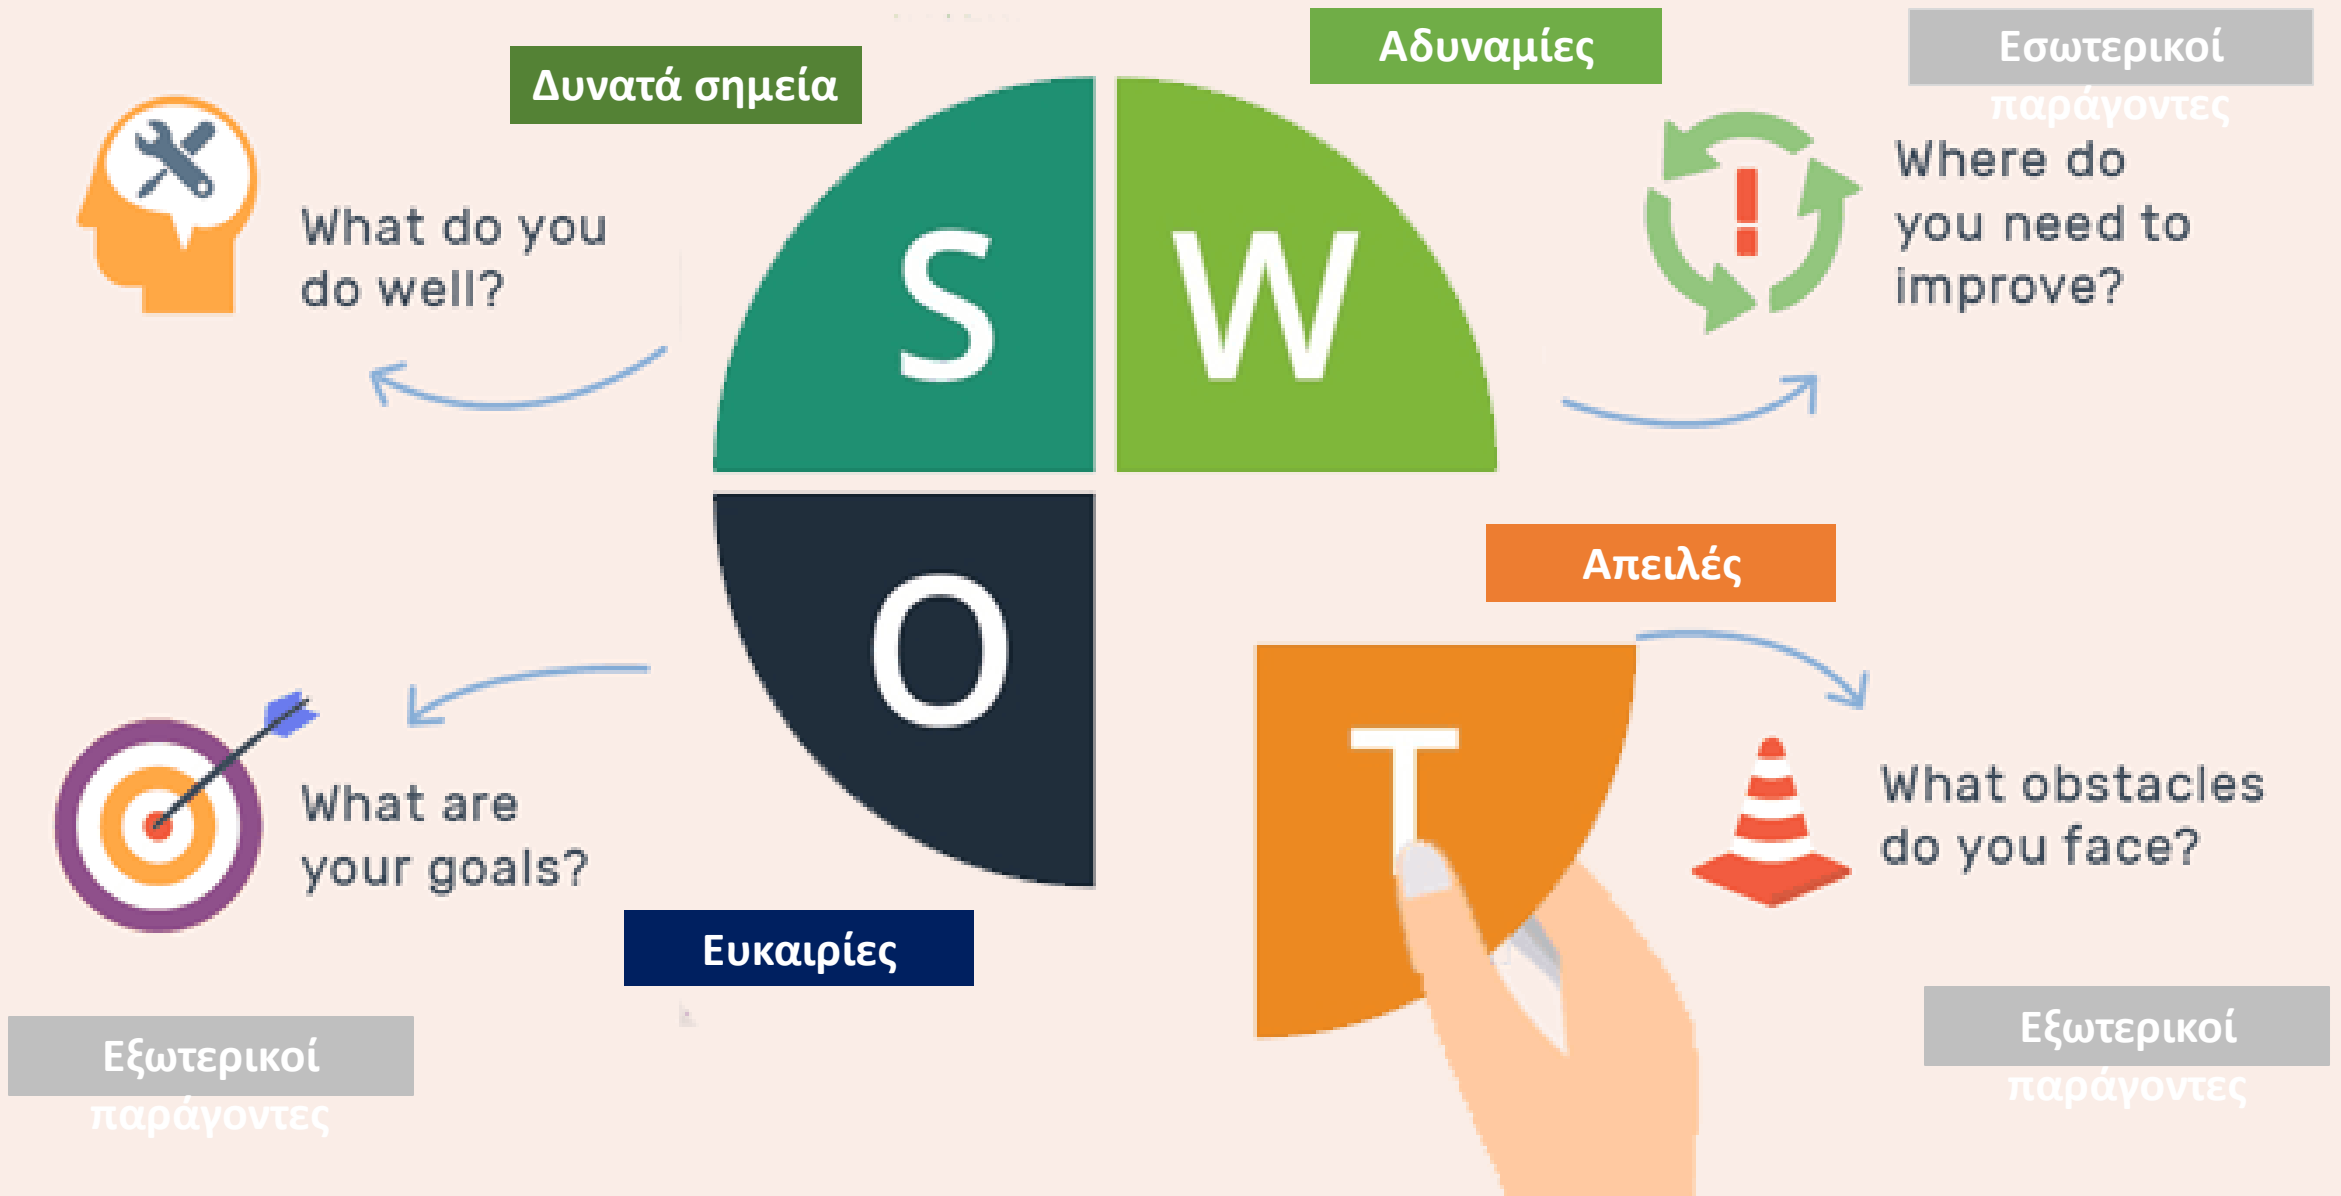 Δυνατά σημεία
Αδυναμίες
Εσωτερικοί
παράγοντες
What do you
do well?
S
W
Where do
you need to
improve?
O
Απειλές
What are
your goals?
T
What obstacles
do you face?
Ευκαιρίες
Εξωτερικοί
παράγοντες
Εξωτερικοί
παράγοντες